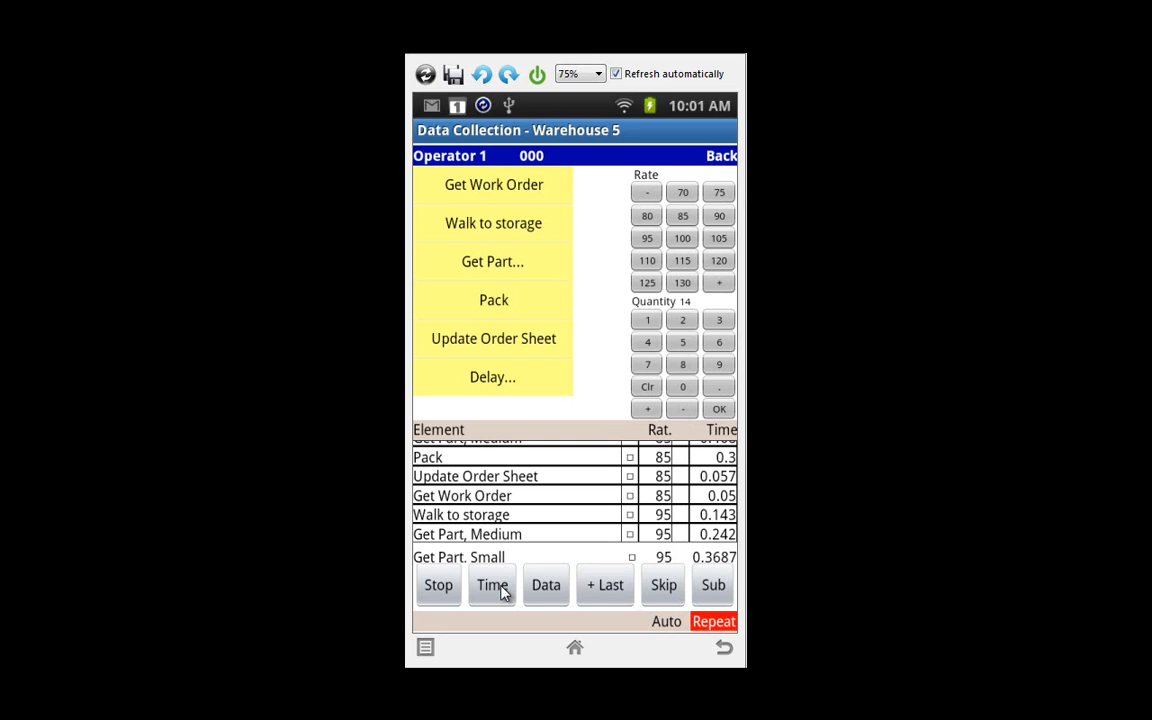 75% Refresh automatically
1 10:01 AM
Data Collection - Warehouse 5
Operator 1 000 Back
Get Work Order
Walk to storage
Get Part...
Pack
Update Order Sheet
Delay...
Rate
- 70 75
80 85 90
95 100 105
110 115 120
125 130 +
Quantity 14
1 2 3
4 5 6
7 8 9
Clr 0 .
+ - OK
Element Rat. Time
Get Part, Medium
Pack 85 0.3
Update Order Sheet 85 0.057
Get Work Order 85 0.05
Walk to storage 95 0.143
Get Part, Medium 95 0.242
Get Part, Small 95 0.3687
Stop Time Data + Last Skip Sub
Auto Repeat